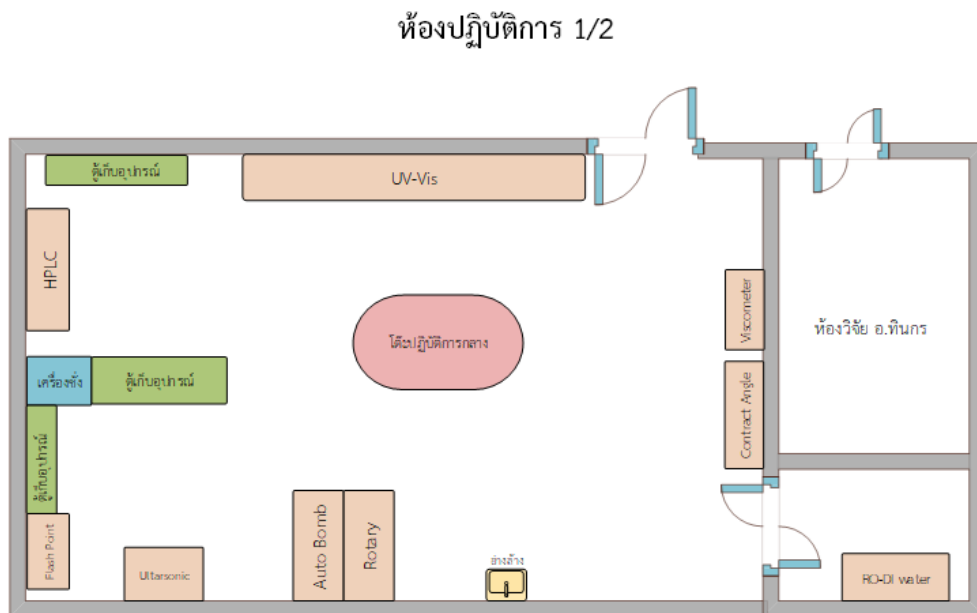 ห้องปฏิบัติการ 1/2
ตู้เก็บอุปกรณ์
UV-Vis
HPLC
Viscometer
ห้องวิจัย อ.ทินกร
โต๊ะปฏิบัติการกลาง
เครื่องชั่ง
ตู้เก็บอุปกรณ์
Contract Angle
ตู้เก็บอุปกรณ์
Flash Point
Ultarsonic
Auto Bomb
Rotary
อ่างล้าง
RO-DI water